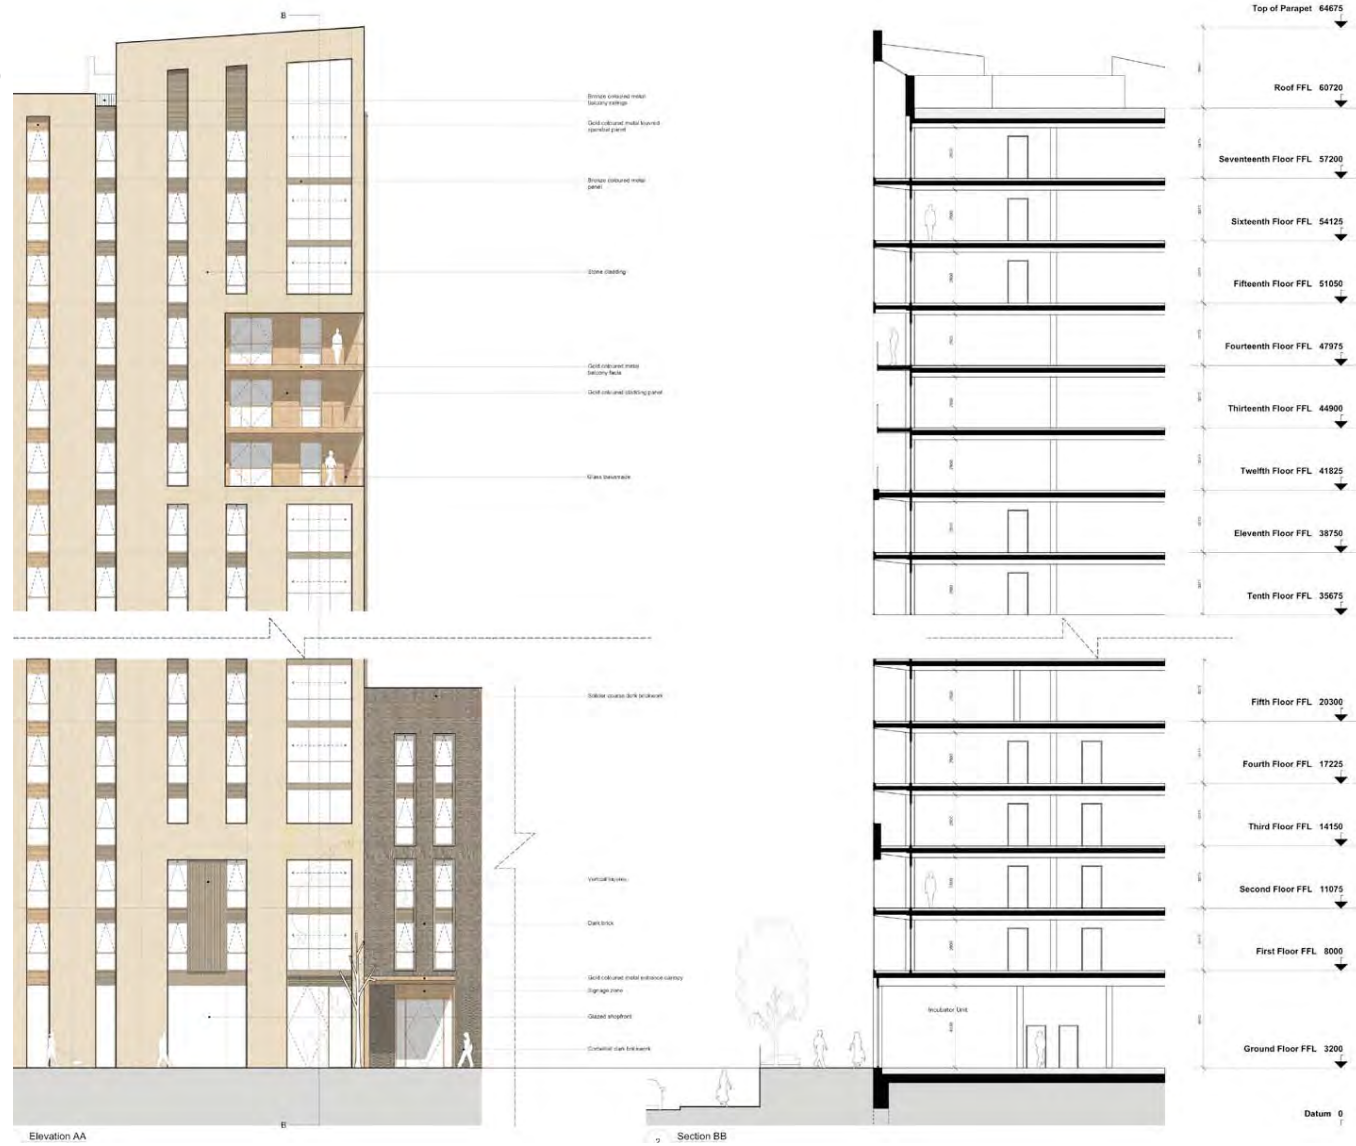 B
Top of Parapet 64675
Roof FFL 60720
Bronze coloured metal
balcony railings
Gold coloured metal louvred
spandrel panel
Seventeenth Floor FFL 57200
Bronze coloured metal
panel
Sixteenth Floor FFL 54125
Stone cladding
Fifteenth Floor FFL 51050
Fourteenth Floor FFL 47975
Gold coloured metal
balcony facia
Gold coloured cladding panel
Thirteenth Floor FFL 44900
Twelfth Floor FFL 41825
Glass balustrade
Eleventh Floor FFL 38750
Tenth Floor FFL 35675
Soldier course dark brickwork
Fifth Floor FFL 20300
Fourth Floor FFL 17225
Third Floor FFL 14150
Vertical louvres
Second Floor FFL 11075
Dark brick
First Floor FFL 8000
Gold coloured metal entrance canopy
Signage zone
Incubator Unit
Glazed shopfront
Corbelled dark brickwork
Ground Floor FFL 3200
Datum 0
B
Elevation AA
2 Section BB